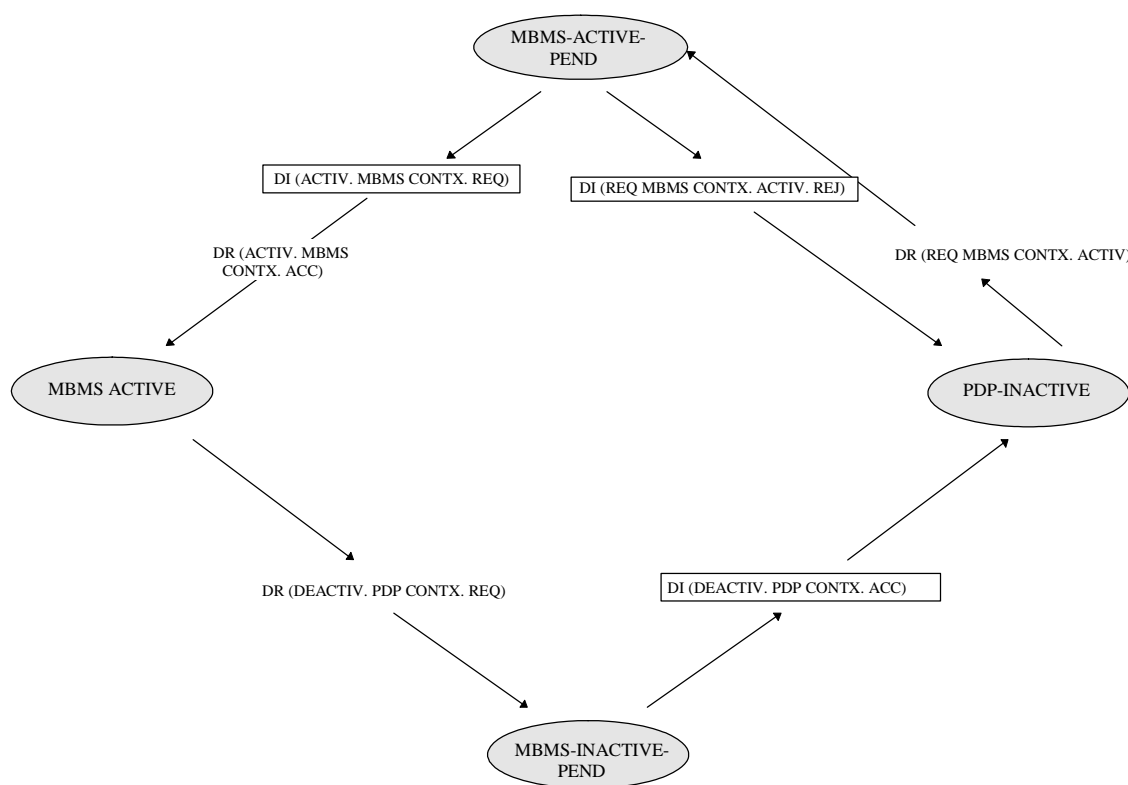 MBMS-ACTIVE-
PEND
DI (ACTIV. MBMS CONTX. REQ)
DI (REQ MBMS CONTX. ACTIV. REJ)
DR (ACTIV. MBMS
CONTX. ACC)
DR (REQ MBMS CONTX. ACTIV)
MBMS ACTIVE
PDP-INACTIVE
DR (DEACTIV. PDP CONTX. REQ)
DI (DEACTIV. PDP CONTX. ACC)
MBMS-INACTIVE-
PEND